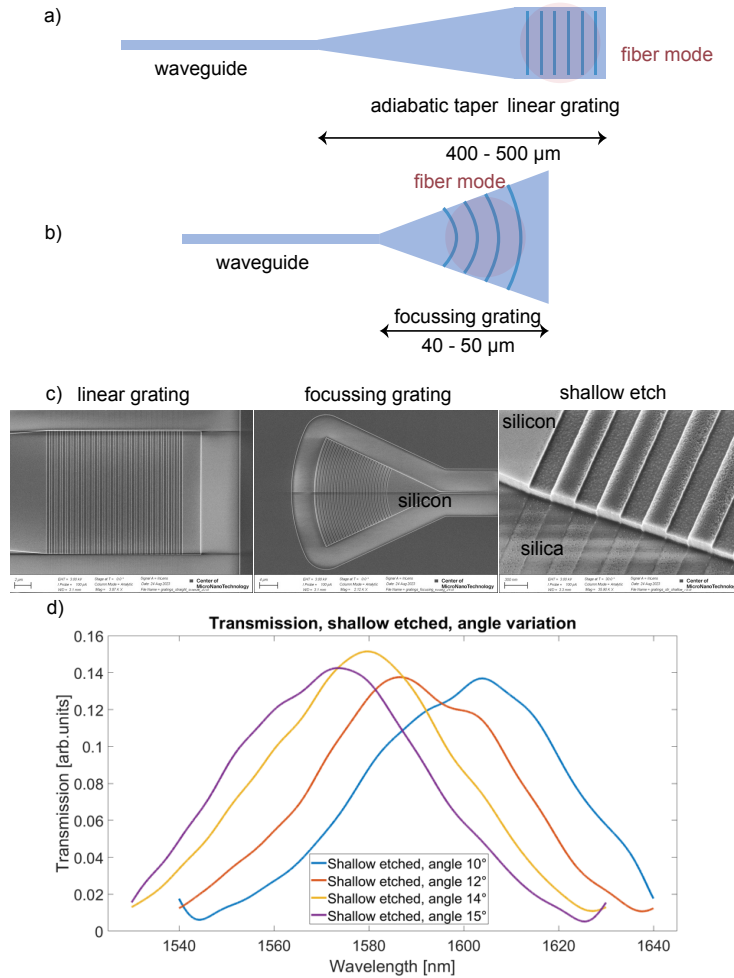 a)
waveguide
fiber mode
adiabatic taper linear grating
400 - 500 µm
fiber mode
b)
waveguide
focussing grating
40 - 50 µm
c) linear grating focussing grating shallow etch
silicon
silicon
silica
Center of
MicroNanoTechnology
Center of
MicroNanoTechnology
Center of
MicroNanoTechnology
d)
Transmission, shallow etched, angle variation
0.16
0.14
0.12
0.1
0.08
0.06
0.04
0.02
0
Transmission [arb.units]
Shallow etched, angle 10°
Shallow etched, angle 12°
Shallow etched, angle 14°
Shallow etched, angle 15°
1540 1560 1580 1600 1620 1640
Wavelength [nm]